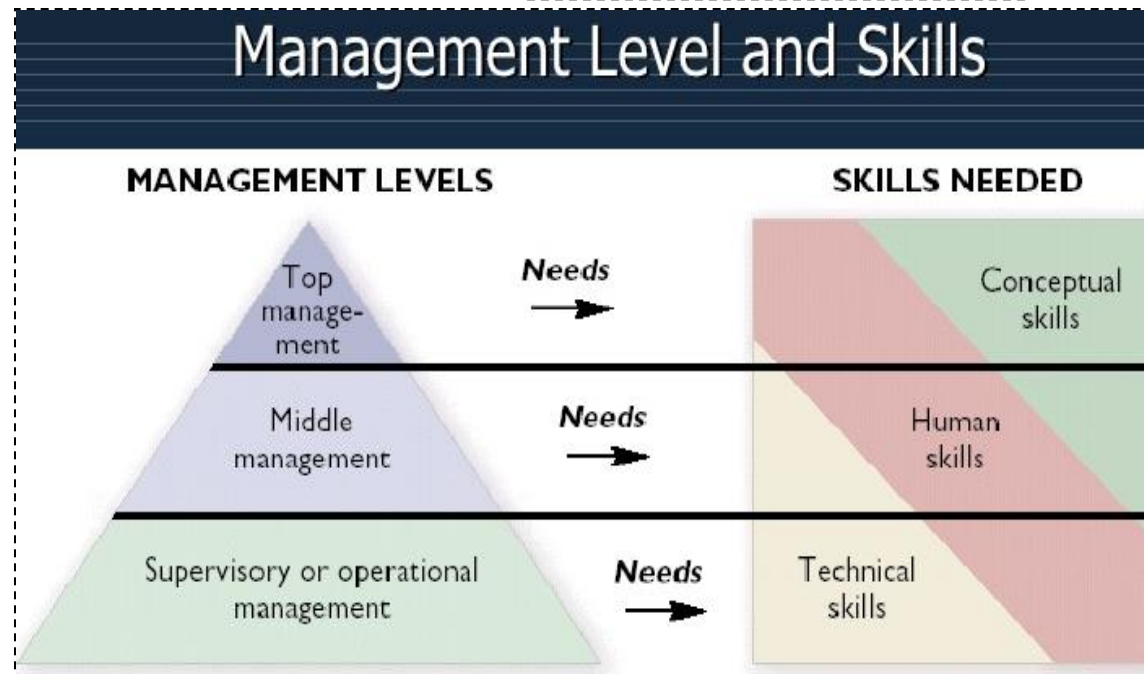 Management Level and Skills
MANAGEMENT LEVELS
SKILLS NEEDED
Top
manage-
ment
Needs
Conceptual
skills
Middle
management
Needs
Human
skills
Supervisory or operational
management
Needs
Technical
skills